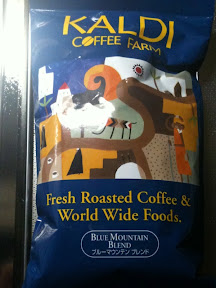 KALDI
COFFEE FARM
Fresh Roasted Coffee &
World Wide Foods.
BLUE MOUNTAIN
BLEND
ブルーマウンテン ブレンド